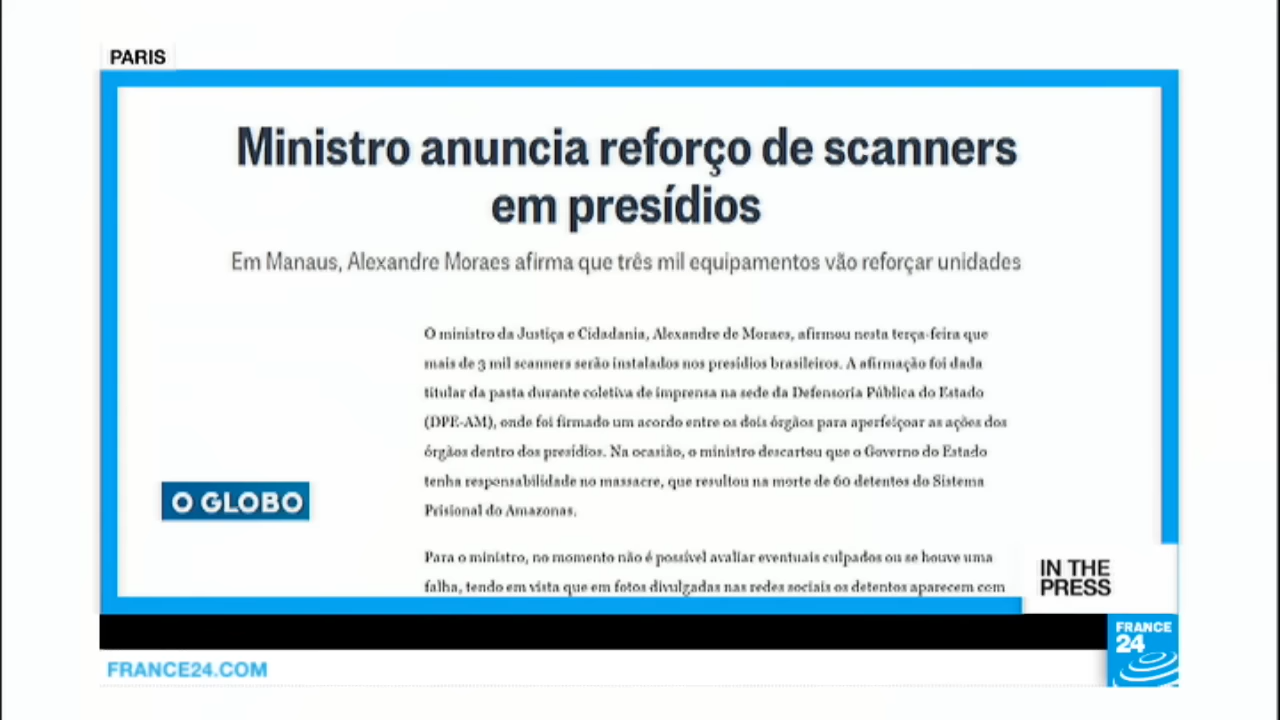 PARIS
Ministro anuncia reforço de scanners
em presídios
Em Manaus, Alexandre Moraes afirma que três mil equipamentos vão reforçar unidades
O ministro da Justiça e Cidadania, Alexandre de Moraes, afirmou nesta terça-feira que
mais de 3 mil scanners serão instalados nos presídios brasileiros. A afirmação foi dada
titular da pasta durante coletiva de imprensa na sede da Defensoria Pública do Estado
(DPE-AM), onde foi firmado um acordo entre os dois órgãos para aperfeiçoar as ações dos
órgãos dentro dos presídios. Na ocasião, o ministro descartou que o Governo do Estado
tenha responsabilidade no massacre, que resultou na morte de 60 detentos do Sistema
Prisional do Amazonas.
O GLOBO
Para o ministro, no momento não é possível avaliar eventuais culpados ou se houve uma
falha, tendo em vista que em fotos divulgadas nas redes sociais os detentos aparecem com
IN THE
PRESS
FRANCE
24
FRANCE24.COM